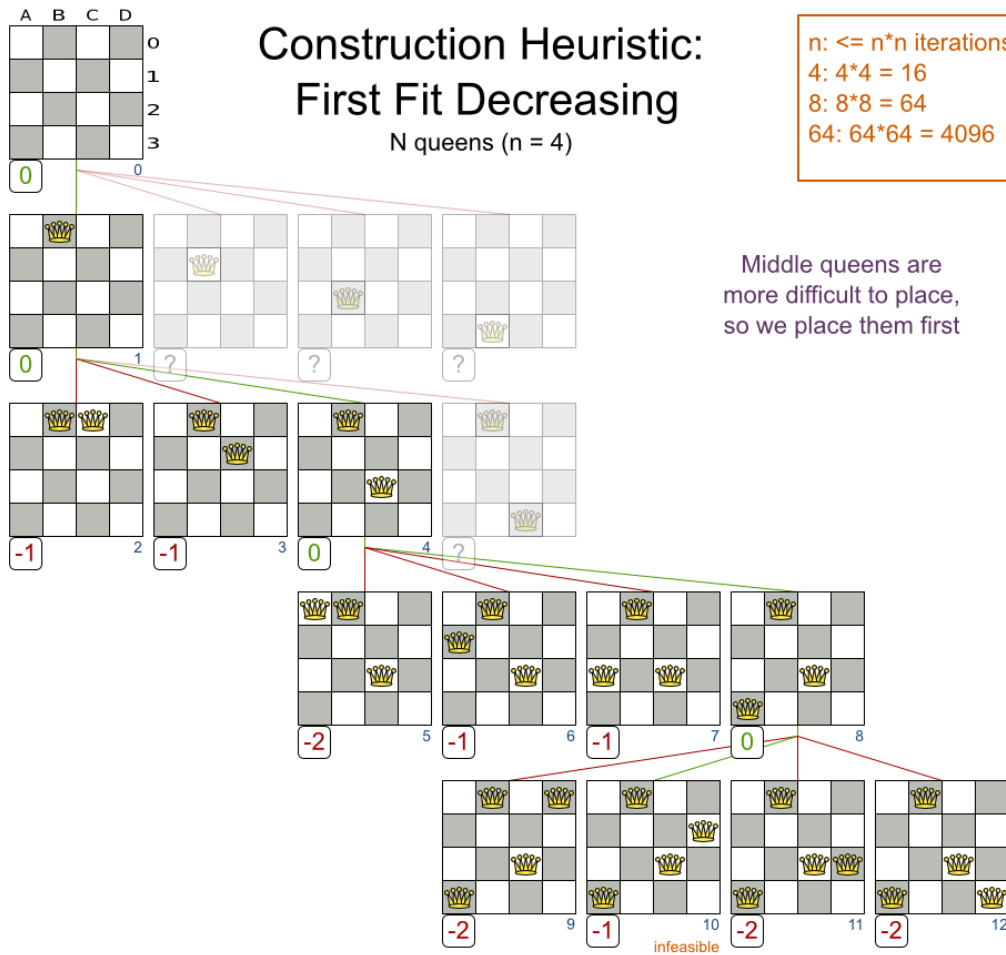 A B C D
0
1
2
3
Construction Heuristic:
First Fit Decreasing
N queens (n = 4)
n: <= n*n iterations
4: 4*4 = 16
8: 8*8 = 64
64: 64*64 = 4096
0 0
Middle queens are
more difficult to place,
so we place them first
0 1 ? ? ?
-1 2 -1 3 0 4 ?
-2 5 -1 6 -1 7 0 8
-2 9 -1 10 -2 11 -2 12
infeasible